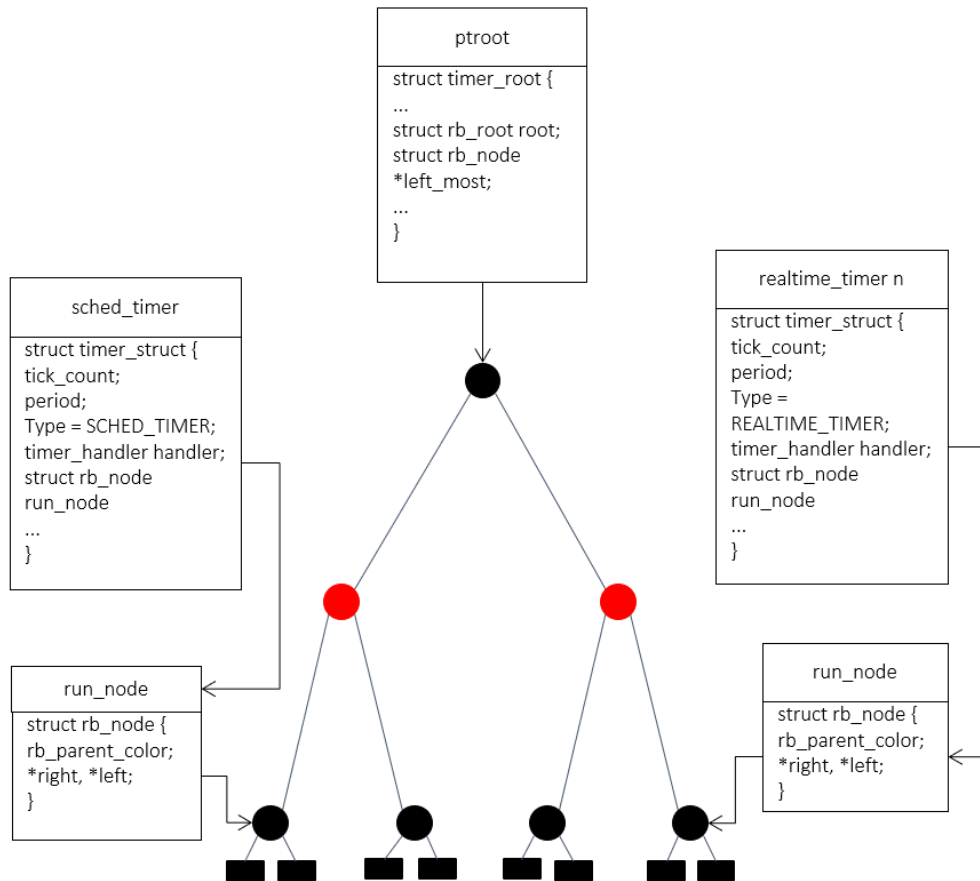 ptroot
struct timer_root {
...
struct rb_root root;
struct rb_node
*left_most;
...
}
sched_timer
struct timer_struct {
tick_count;
period;
Type = SCHED_TIMER;
timer_handler handler;
struct rb_node
run_node
...
}
realtime_timer n
struct timer_struct {
tick_count;
period;
Type =
REALTIME_TIMER;
timer_handler handler;
struct rb_node
run_node
...
}
run_node
struct rb_node {
rb_parent_color;
*right, *left;
}
run_node
struct rb_node {
rb_parent_color;
*right, *left;
}